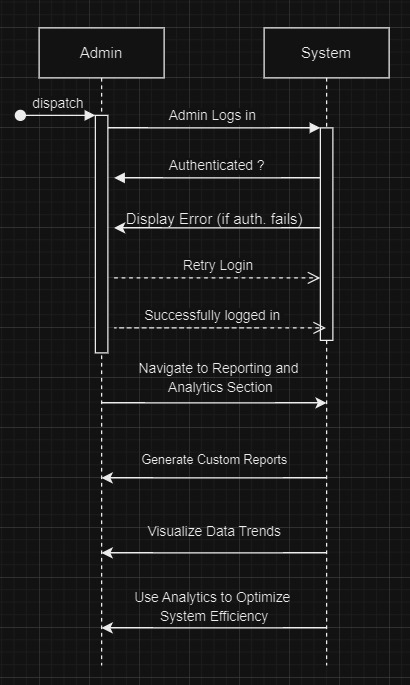 Admin
System
dispatch
Admin Logs in
Authenticated ?
Display Error (if auth. fails)
Retry Login
Successfully logged in
Navigate to Reporting and
Analytics Section
Generate Custom Reports
Visualize Data Trends
Use Analytics to Optimize
System Efficiency